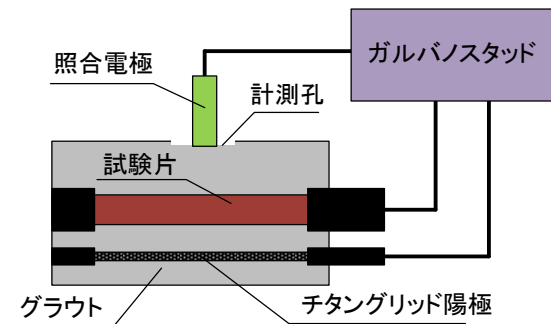 ガルバノスタッド
照合電極
計測孔
試験片
グラウト
チタングリッド陽極